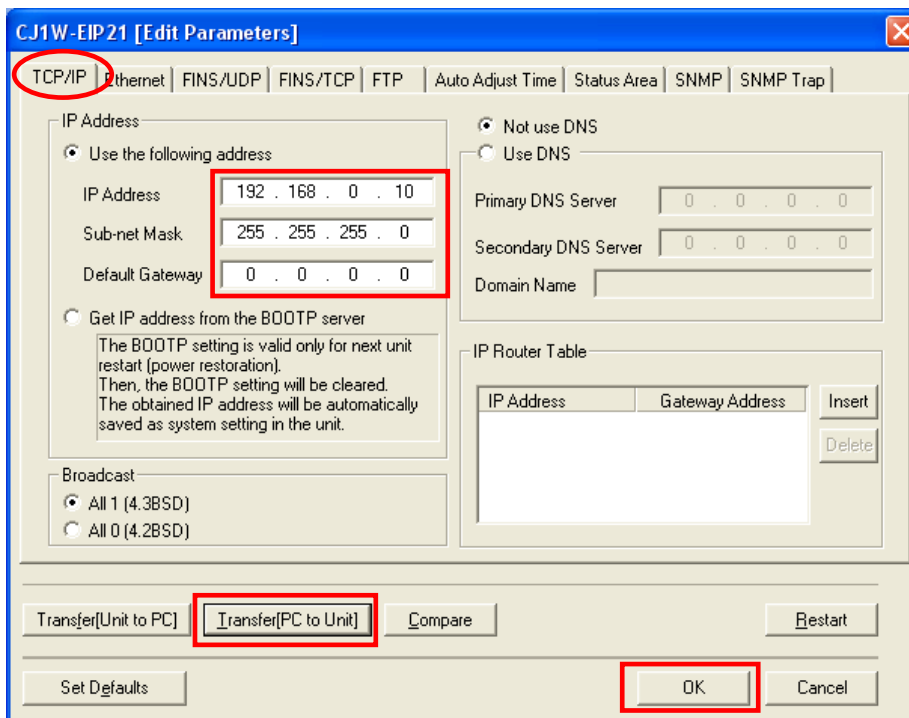 CJ1W-EIP21 [Edit Parameters]
TCP/IP Ethernet FINS/UDP FINS/TCP FTP Auto Adjust Time Status Area SNMP SNMP Trap
IP Address
Use the following address
IP Address 192 . 168 . 0 . 10
Sub-net Mask 255 . 255 . 255 . 0
Default Gateway 0 . 0 . 0 . 0
Get IP address from the BOOTP server
The BOOTP setting is valid only for next unit
restart (power restoration).
Then, the BOOTP setting will be cleared.
The obtained IP address will be automatically
saved as system setting in the unit.
Broadcast
All 1 (4.3BSD)
All 0 (4.2BSD)
Not use DNS
Use DNS
Primary DNS Server 0 . 0 . 0 . 0
Secondary DNS Server 0 . 0 . 0 . 0
Domain Name
IP Router Table
IP Address Gateway Address Insert
Delete
Transfer[Unit to PC] Transfer[PC to Unit] Compare Restart
Set Defaults OK Cancel